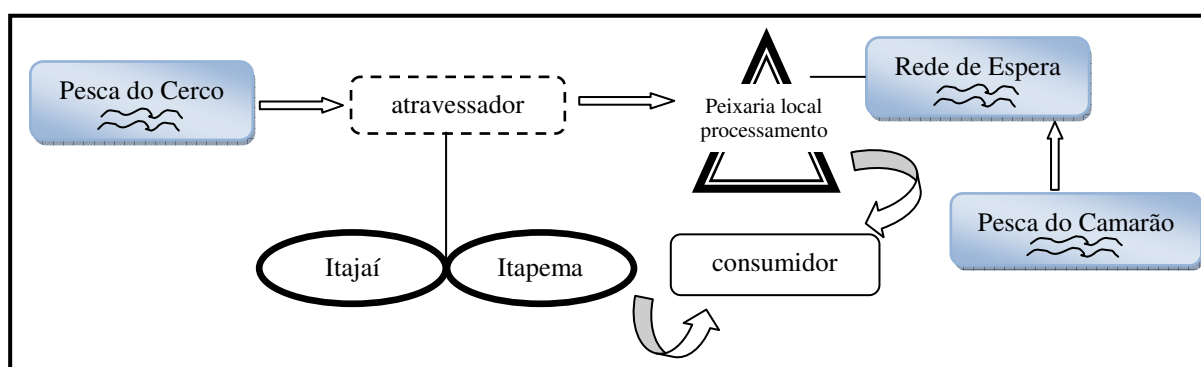 Pesca do Cerco
atravessador
Peixaria local
processamento
Rede de Espera
Pesca do Camarão
Itajaí
Itapema
consumidor